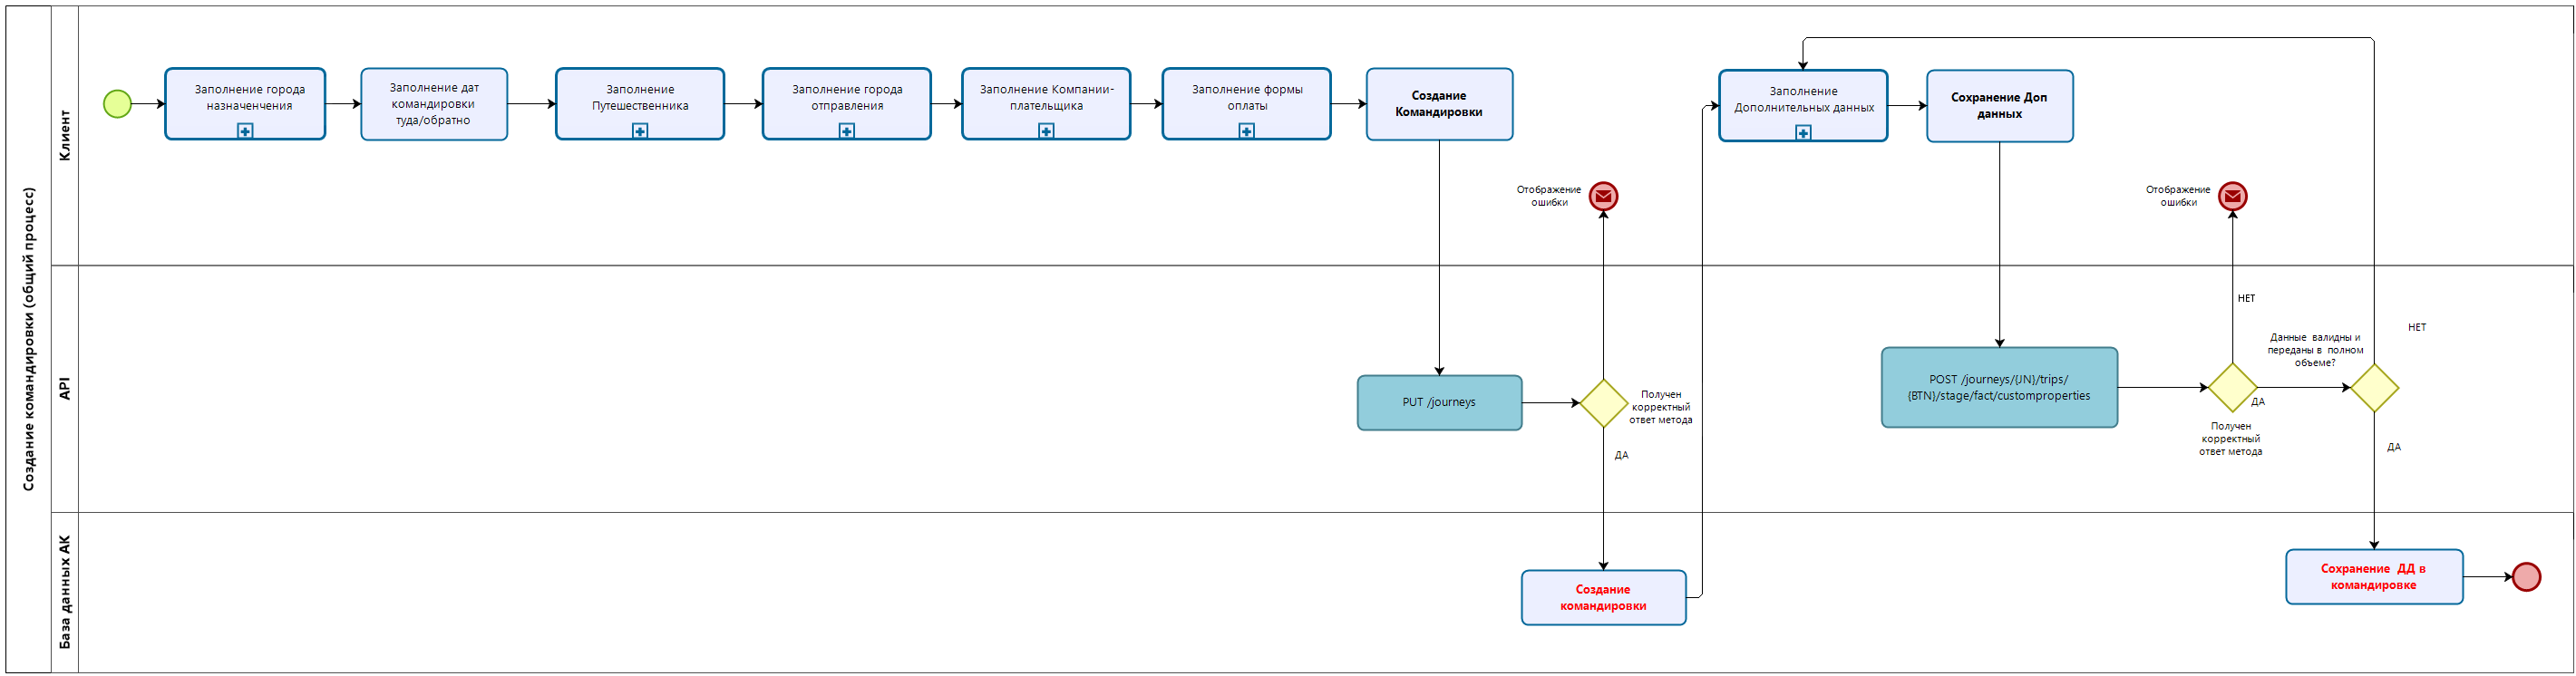 Создание командировки (общий процесс)
Клиент
Заполнение города
назначенчения
Заполнение дат
командировки
туда/обратно
Заполнение
Путешественника
Заполнение города
отправления
Заполнение Компании-
плательщика
Заполнение формы
оплаты
Создание
Командировки
Заполнение
Дополнительных данных
Сохранение Доп
данных
Отображение
ошибки
Отображение
ошибки
API
PUT /journeys
Получен
корректный
ответ метода
ДА
POST /journeys/{JN}/trips/
{BTN}/stage/fact/customproperties
НЕТ
ДА
Получен
корректный
ответ метода
Данные валидны и
переданы в полном
объеме?
НЕТ
ДА
База данных АК
Создание
командировки
Сохранение ДД в
командировке